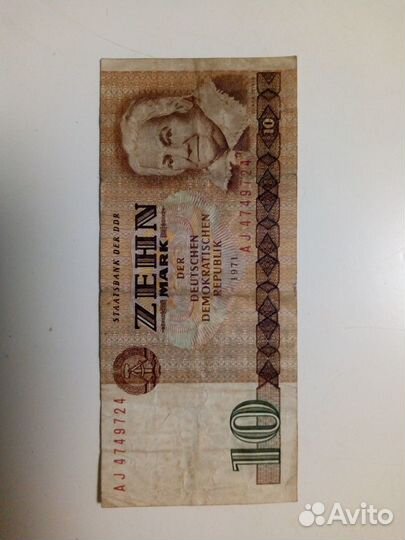 STAATSBANK DER DDR
ZEHN
MARK
DER
DEUTSCHEN
DEMOKRATISCHEN
REPUBLIK
1971
AJ 4749724
AJ 4749724
10
10
Avito